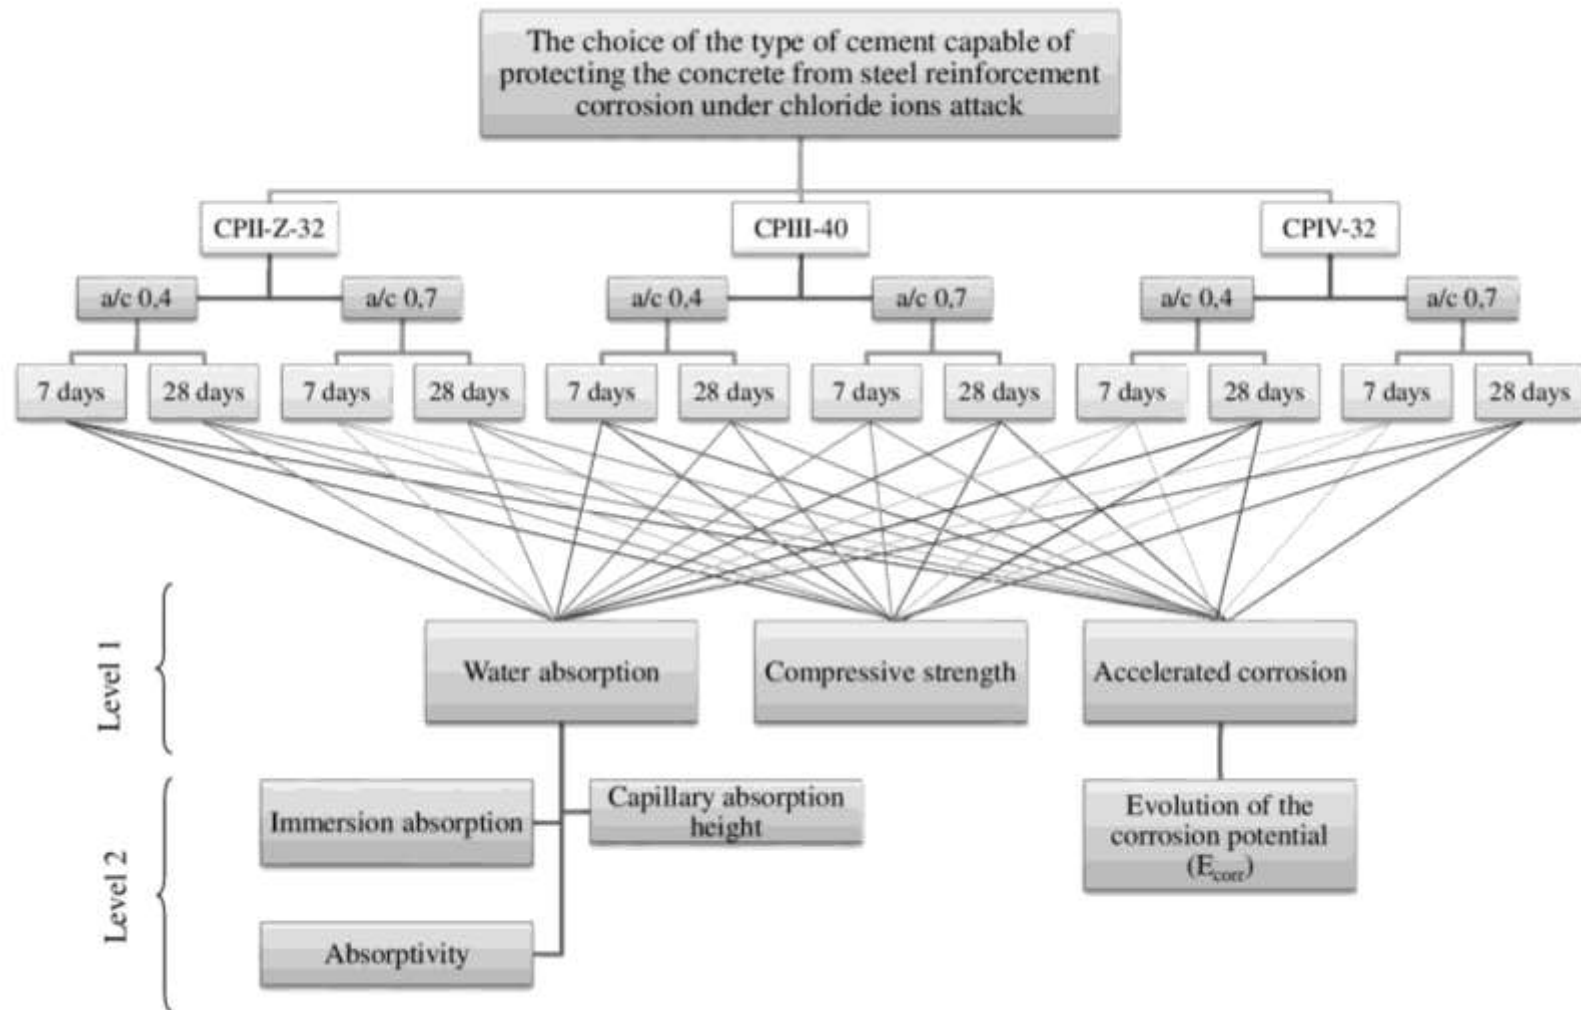 The choice of the type of cement capable of
protecting the concrete from steel reinforcement
corrosion under chloride ions attack
CPII-Z-32
CPIII-40
CPIV-32
a/c 0,4
a/c 0,7
a/c 0,4
a/c 0,7
a/c 0,4
a/c 0,7
7 days
28 days
7 days
28 days
7 days
28 days
7 days
28 days
7 days
28 days
7 days
28 days
Level 1
Water absorption
Compressive strength
Accelerated corrosion
Level 2
Immersion absorption
Capillary absorption
height
Evolution of the
corrosion potential
(Ecorr)
Absorptivity